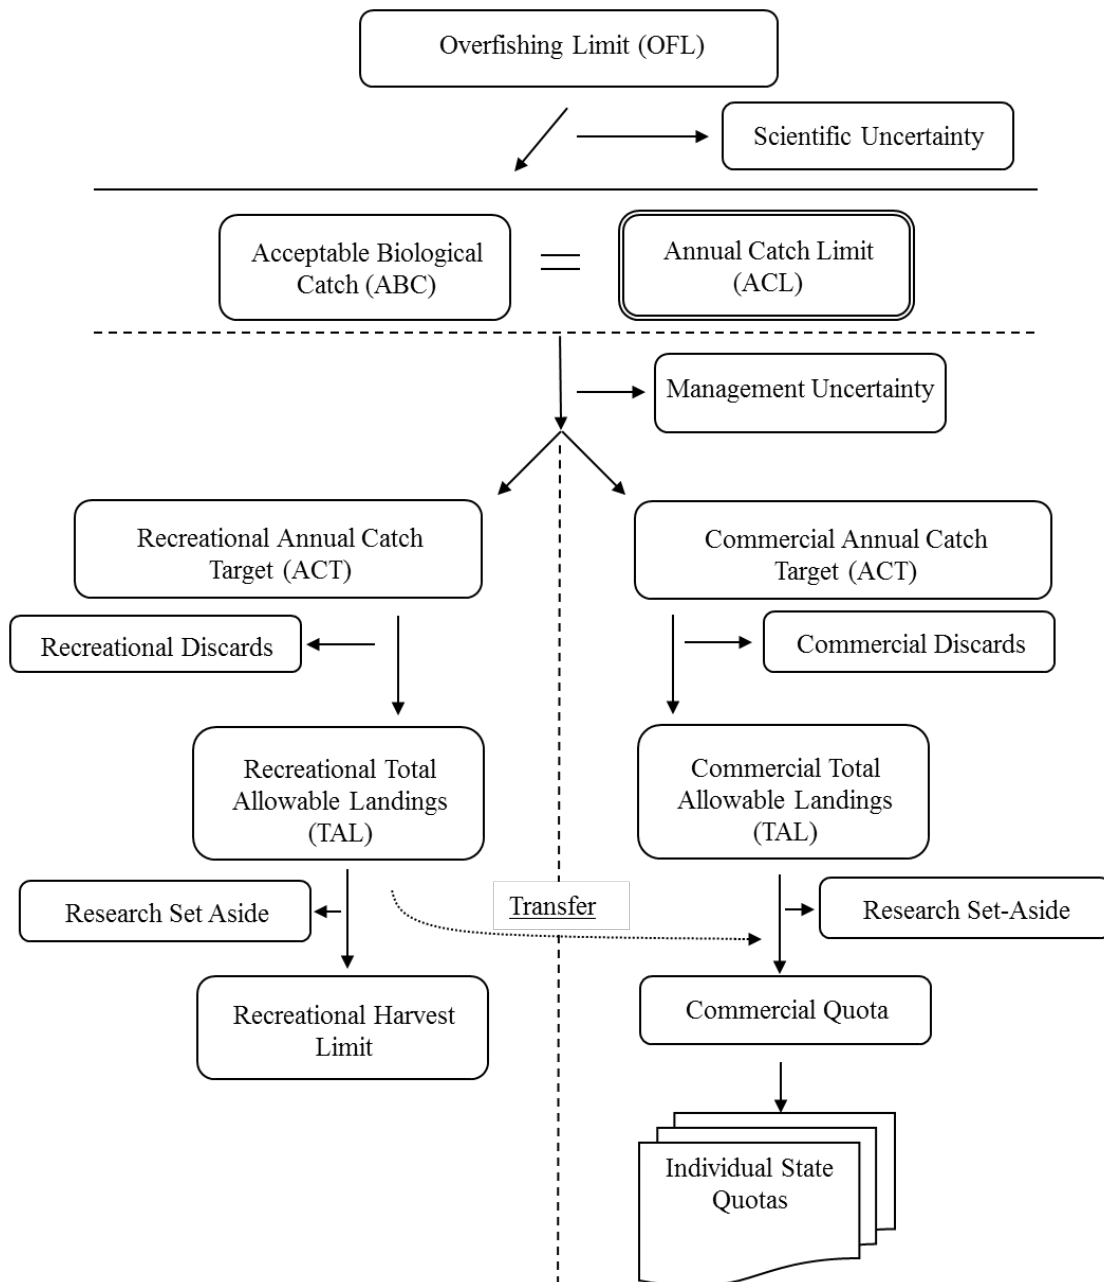 Overfishing Limit (OFL)
Scientific Uncertainty
Acceptable Biological
Catch (ABC)
=
Annual Catch Limit
(ACL)
Management Uncertainty
Recreational Annual Catch
Target (ACT)
Commercial Annual Catch
Target (ACT)
Recreational Discards
Commercial Discards
Recreational Total
Allowable Landings
(TAL)
Commercial Total
Allowable Landings
(TAL)
Research Set Aside
Transfer
Research Set-Aside
Recreational Harvest
Limit
Commercial Quota
Individual State
Quotas